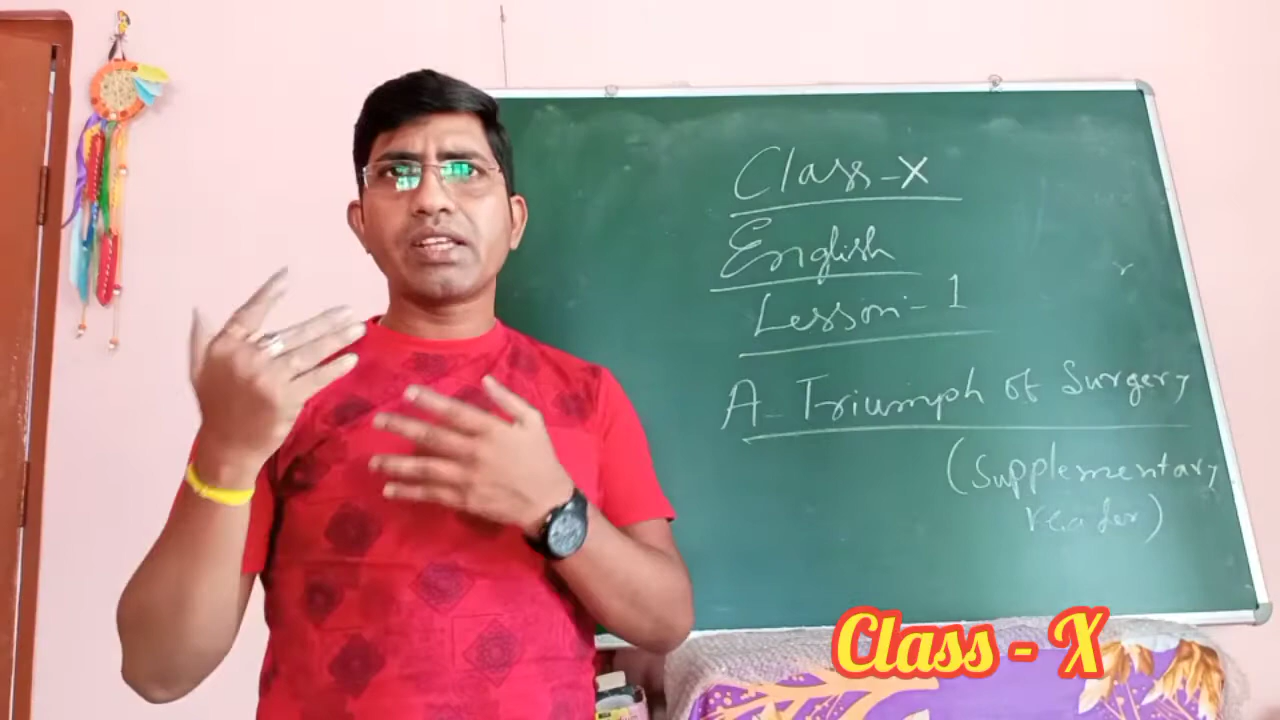 Class-X
English
Lesson-1
A-Triumph of Surgery
(Supplementary
reader)
Class - X